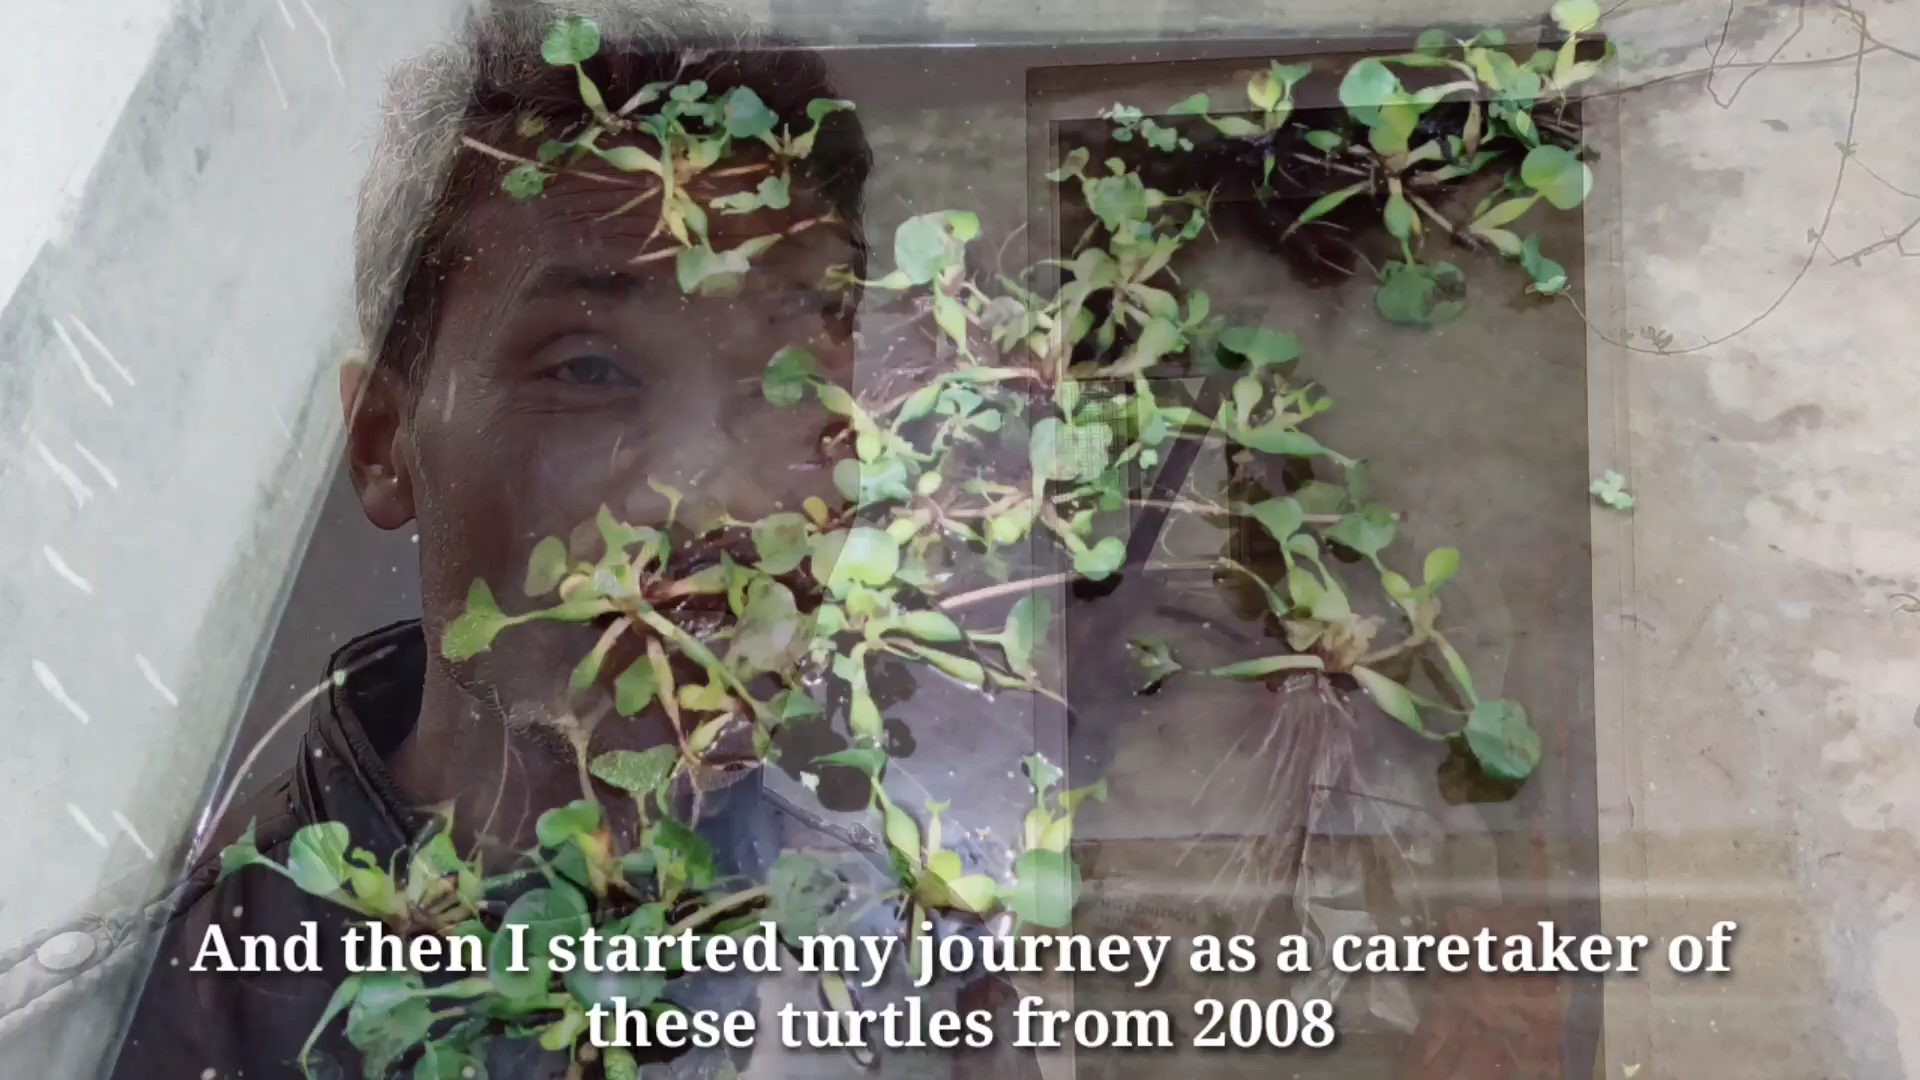 And then I started my journey as a caretaker of
these turtles from 2008